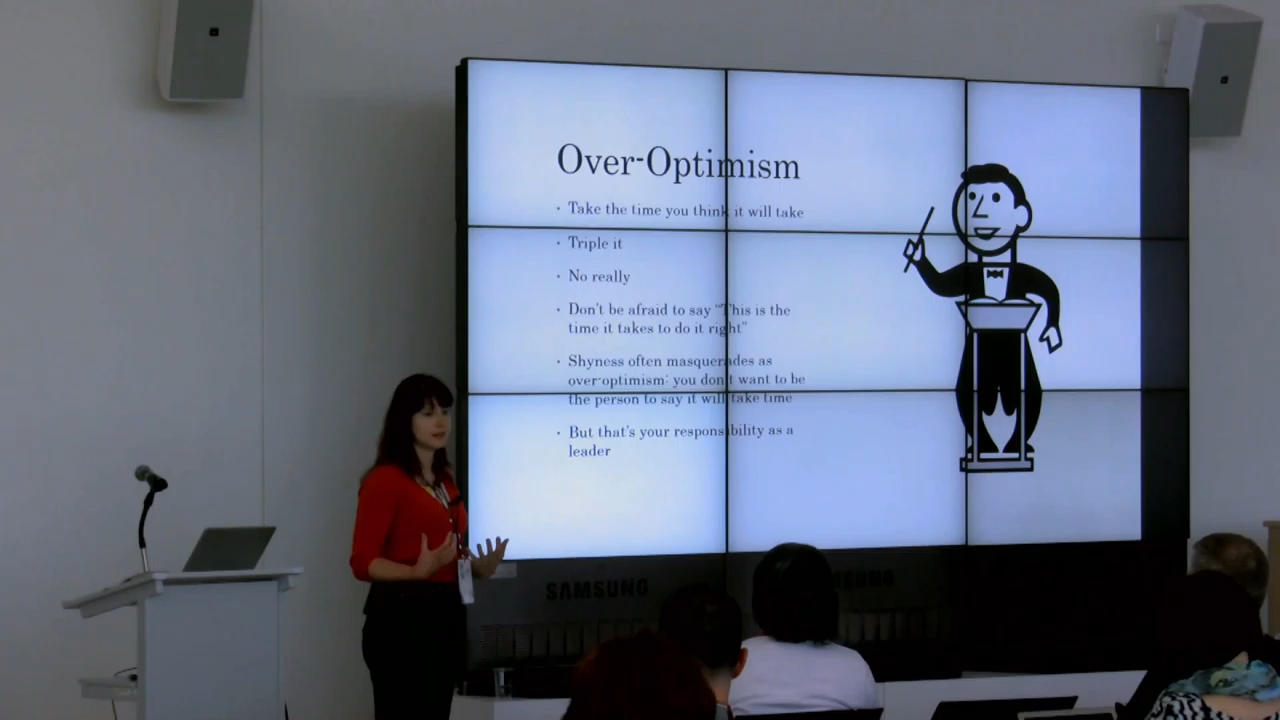 Over-Optimism
• Take the time you think it will take
• Triple it
• No really
• Don't be afraid to say "This is the
time it takes to do it right"
• Shyness often masquerades as
over-optimism: you don't want to be
the person to say it will take time
• But that's your responsibility as a
leader
SAMSUNG
SAMSUNG